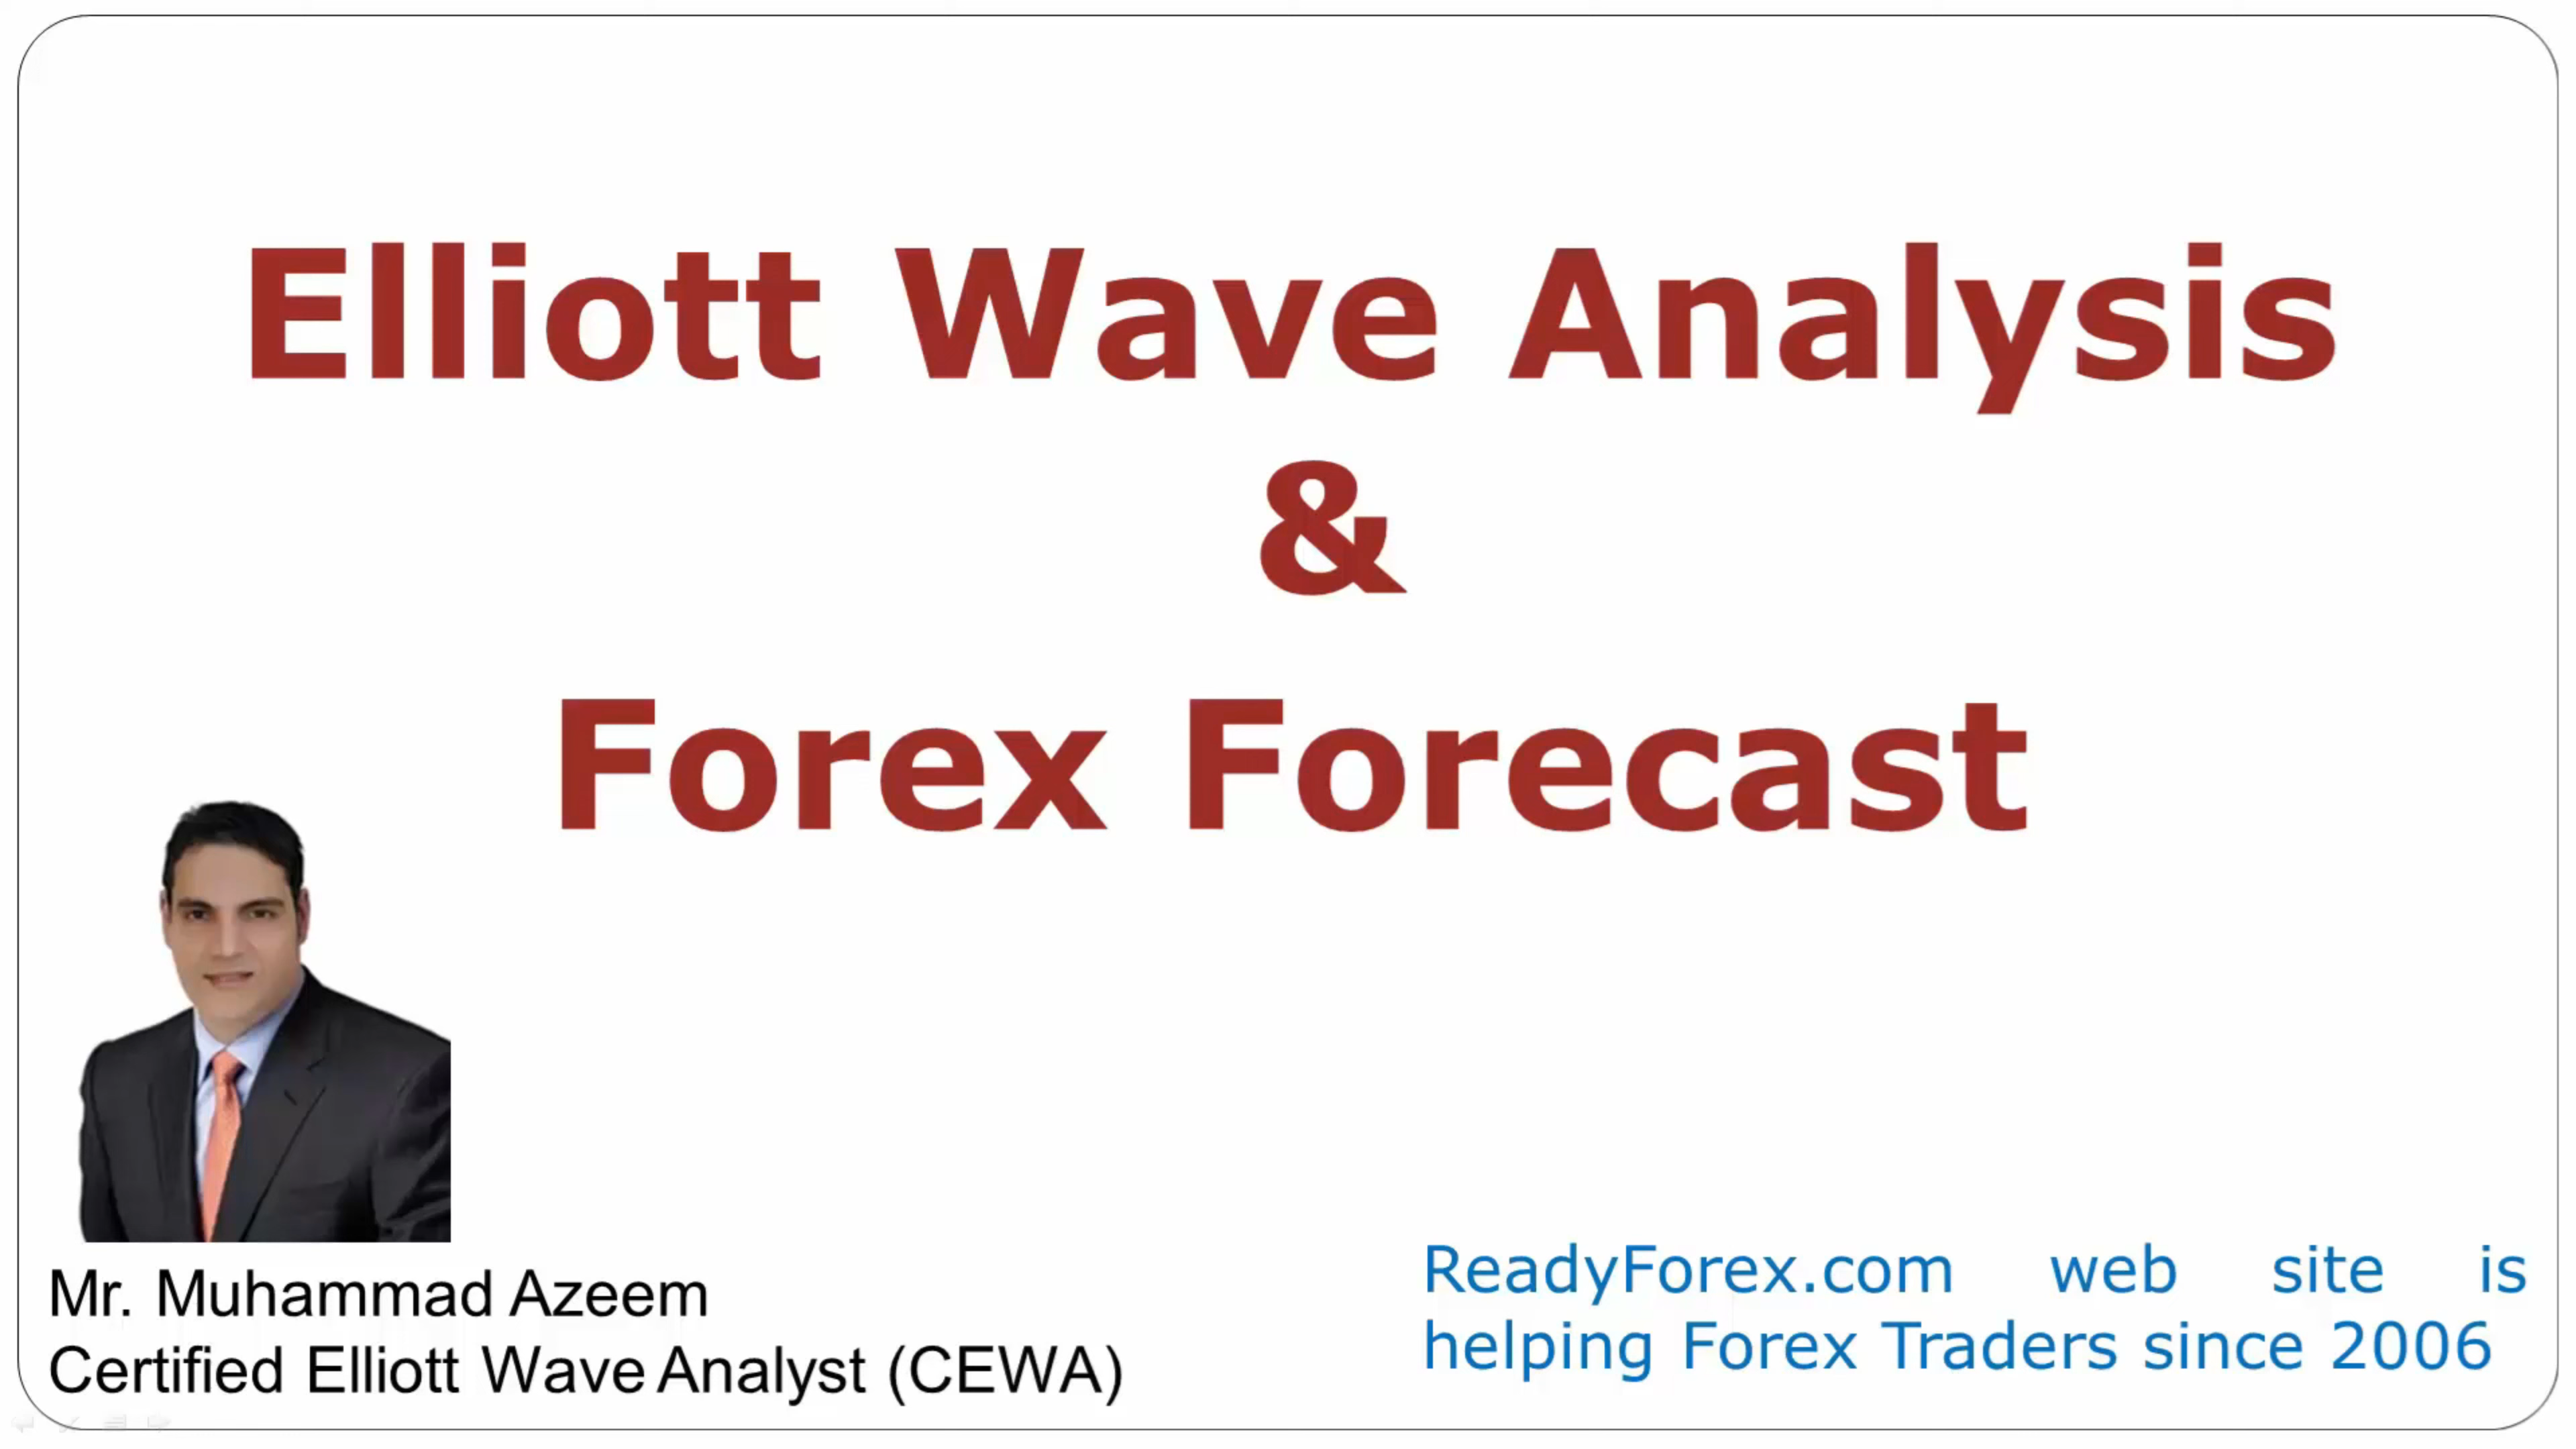 Elliott Wave Analysis
&
Forex Forecast
Mr. Muhammad Azeem
Certified Elliott Wave Analyst (CEWA)
ReadyForex.com web site is
helping Forex Traders since 2006